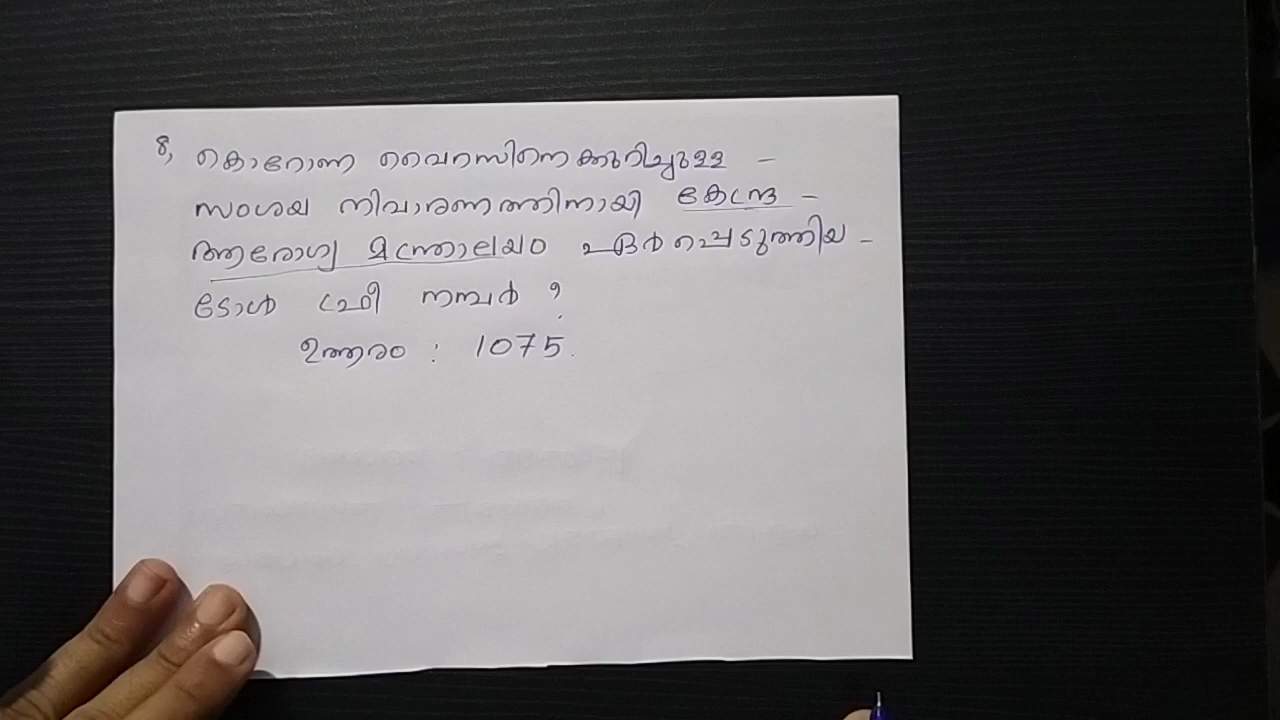 8, കൊറോണ വൈറസിനെക്കുറിച്ചുള്ള -
സംശയ നിവാരണത്തിനായി കേന്ദ്ര -
ആരോഗ്യ മന്ത്രാലയം ഏർപ്പെടുത്തിയ -
ടോൾ ഫ്രീ നമ്പർ ?
ഉത്തരം : 1075.